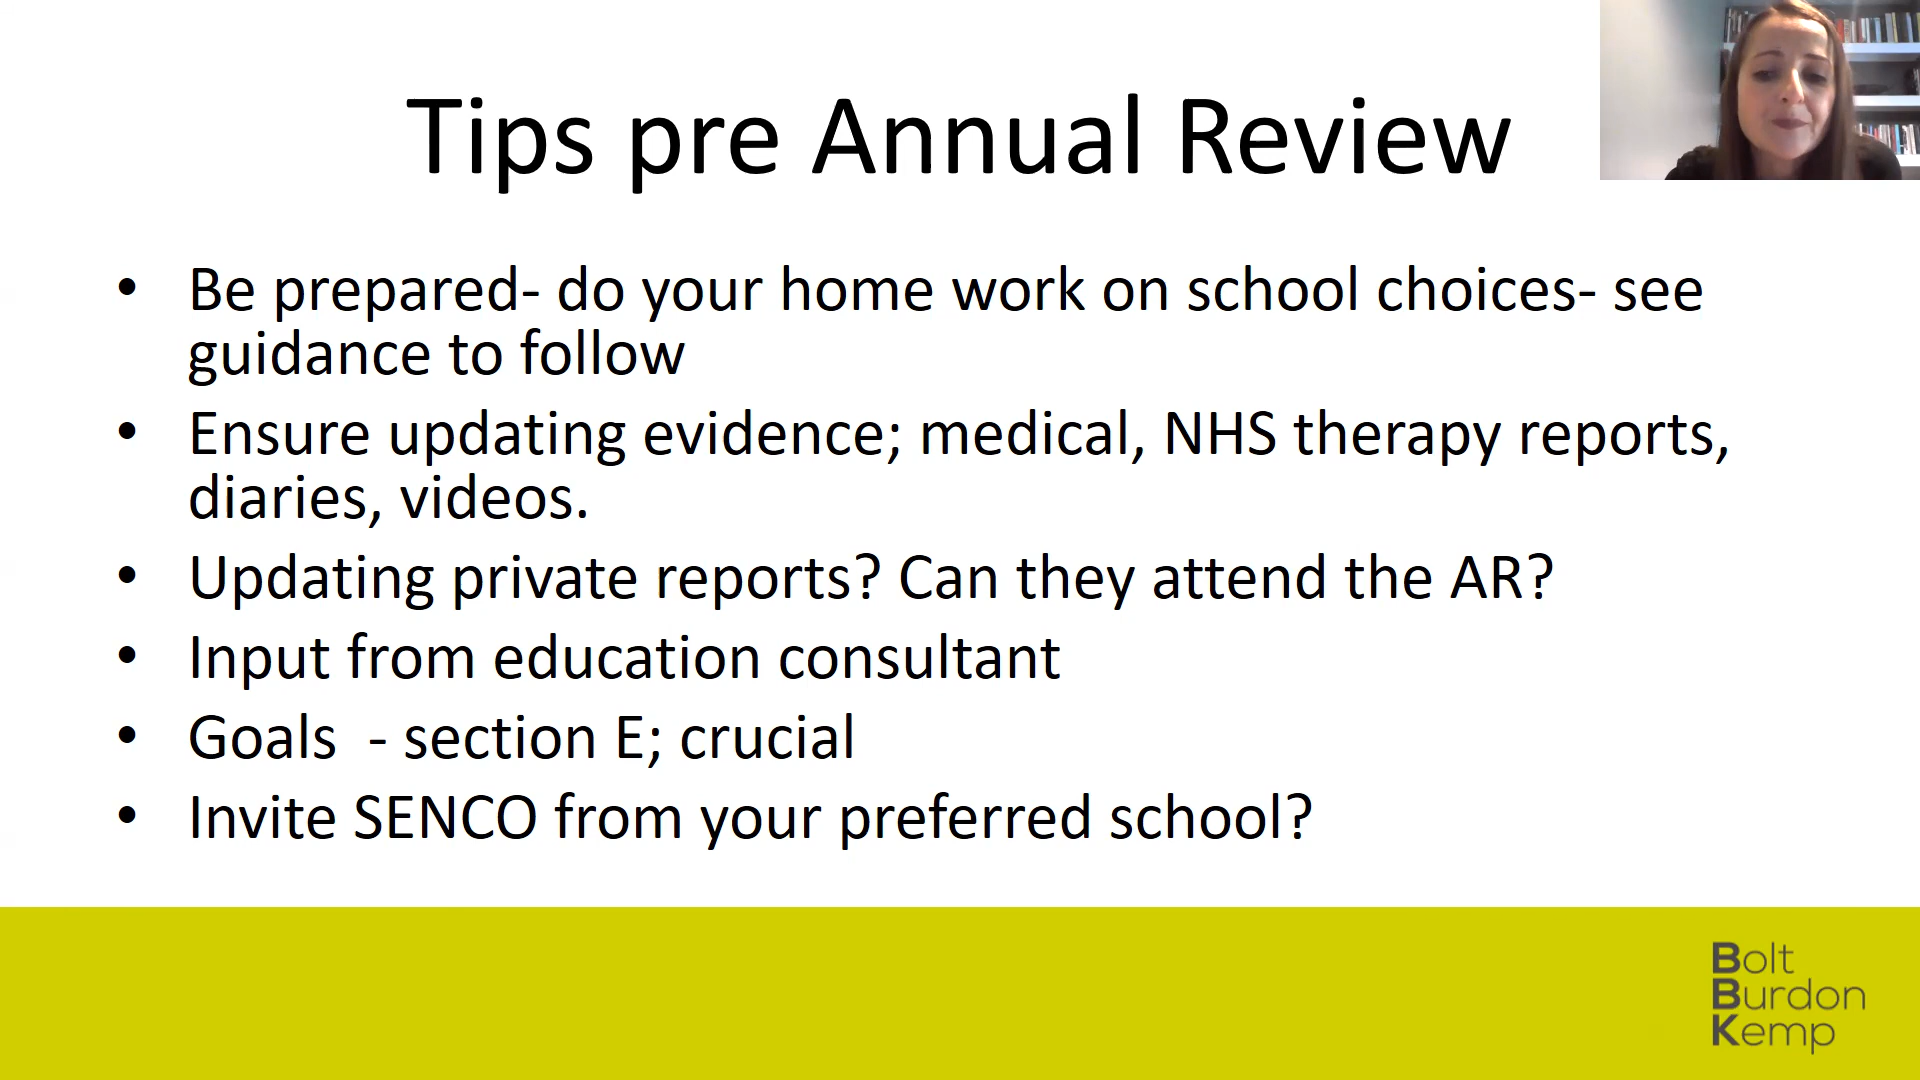 Tips pre Annual Review
• Be prepared- do your home work on school choices- see
guidance to follow
• Ensure updating evidence; medical, NHS therapy reports,
diaries, videos.
• Updating private reports? Can they attend the AR?
• Input from education consultant
• Goals  - section E; crucial
• Invite SENCO from your preferred school?
Bolt
Burdon
Kemp